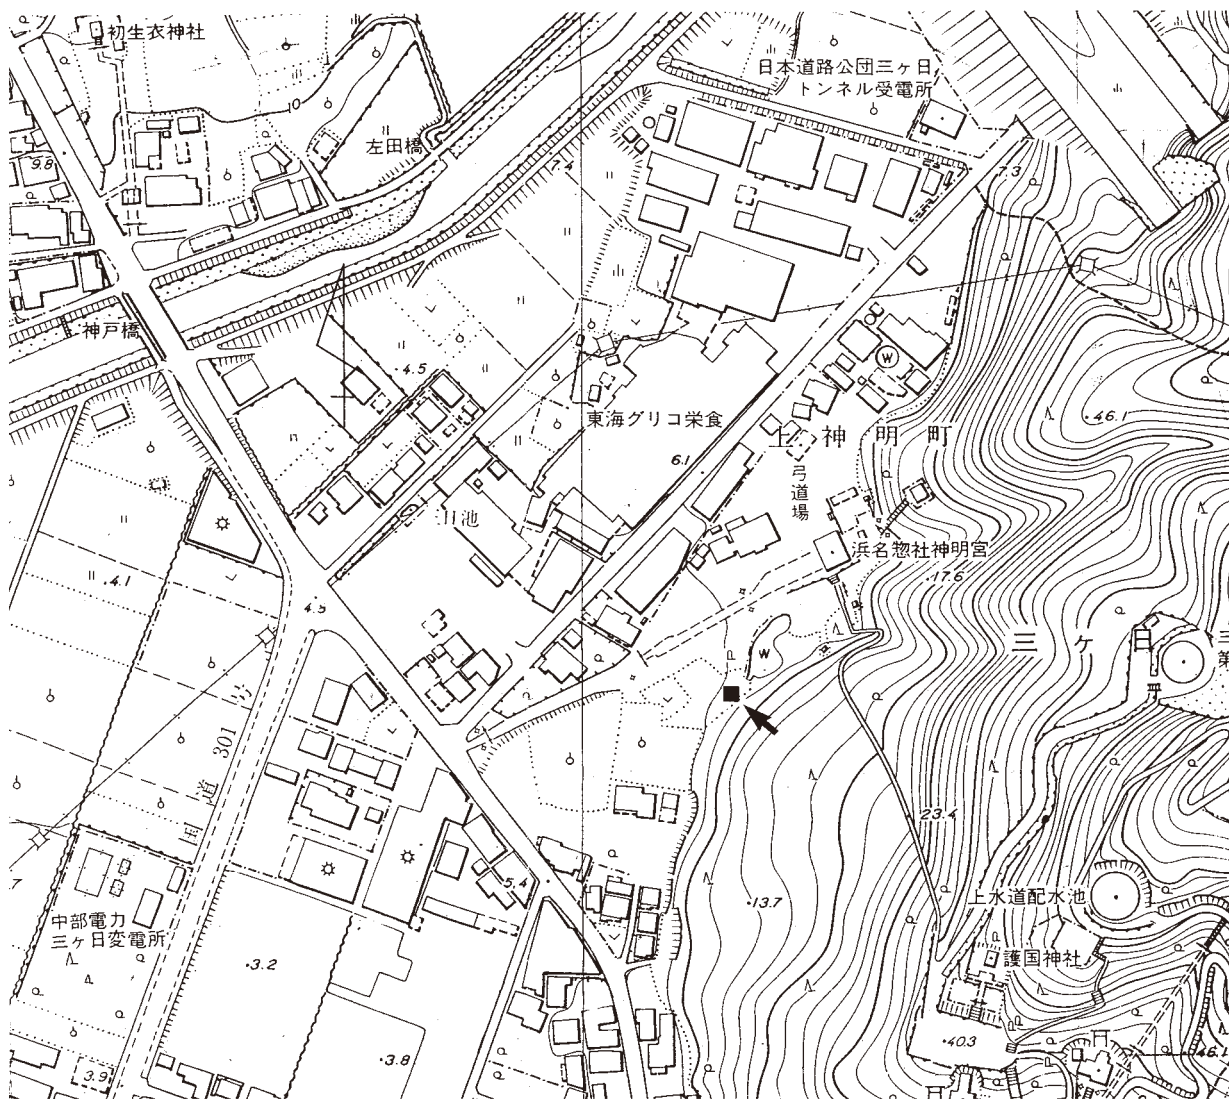 初生衣神社
日本道路公団三ヶ日
トンネル受電所
左田橋
9.8
7.4
7.3
神戸橋
4.5
東海グリコ栄食
上神明町
46.1
6.1
弓道場
川池
浜名惣社神明宮
4.1
17.6
4.5
三ヶ日
国道301号
23.4
5.4
13.7
上水道配水池
中部電力
三ヶ日変電所
護国神社
3.2
3.8
40.3
46.1
3.9